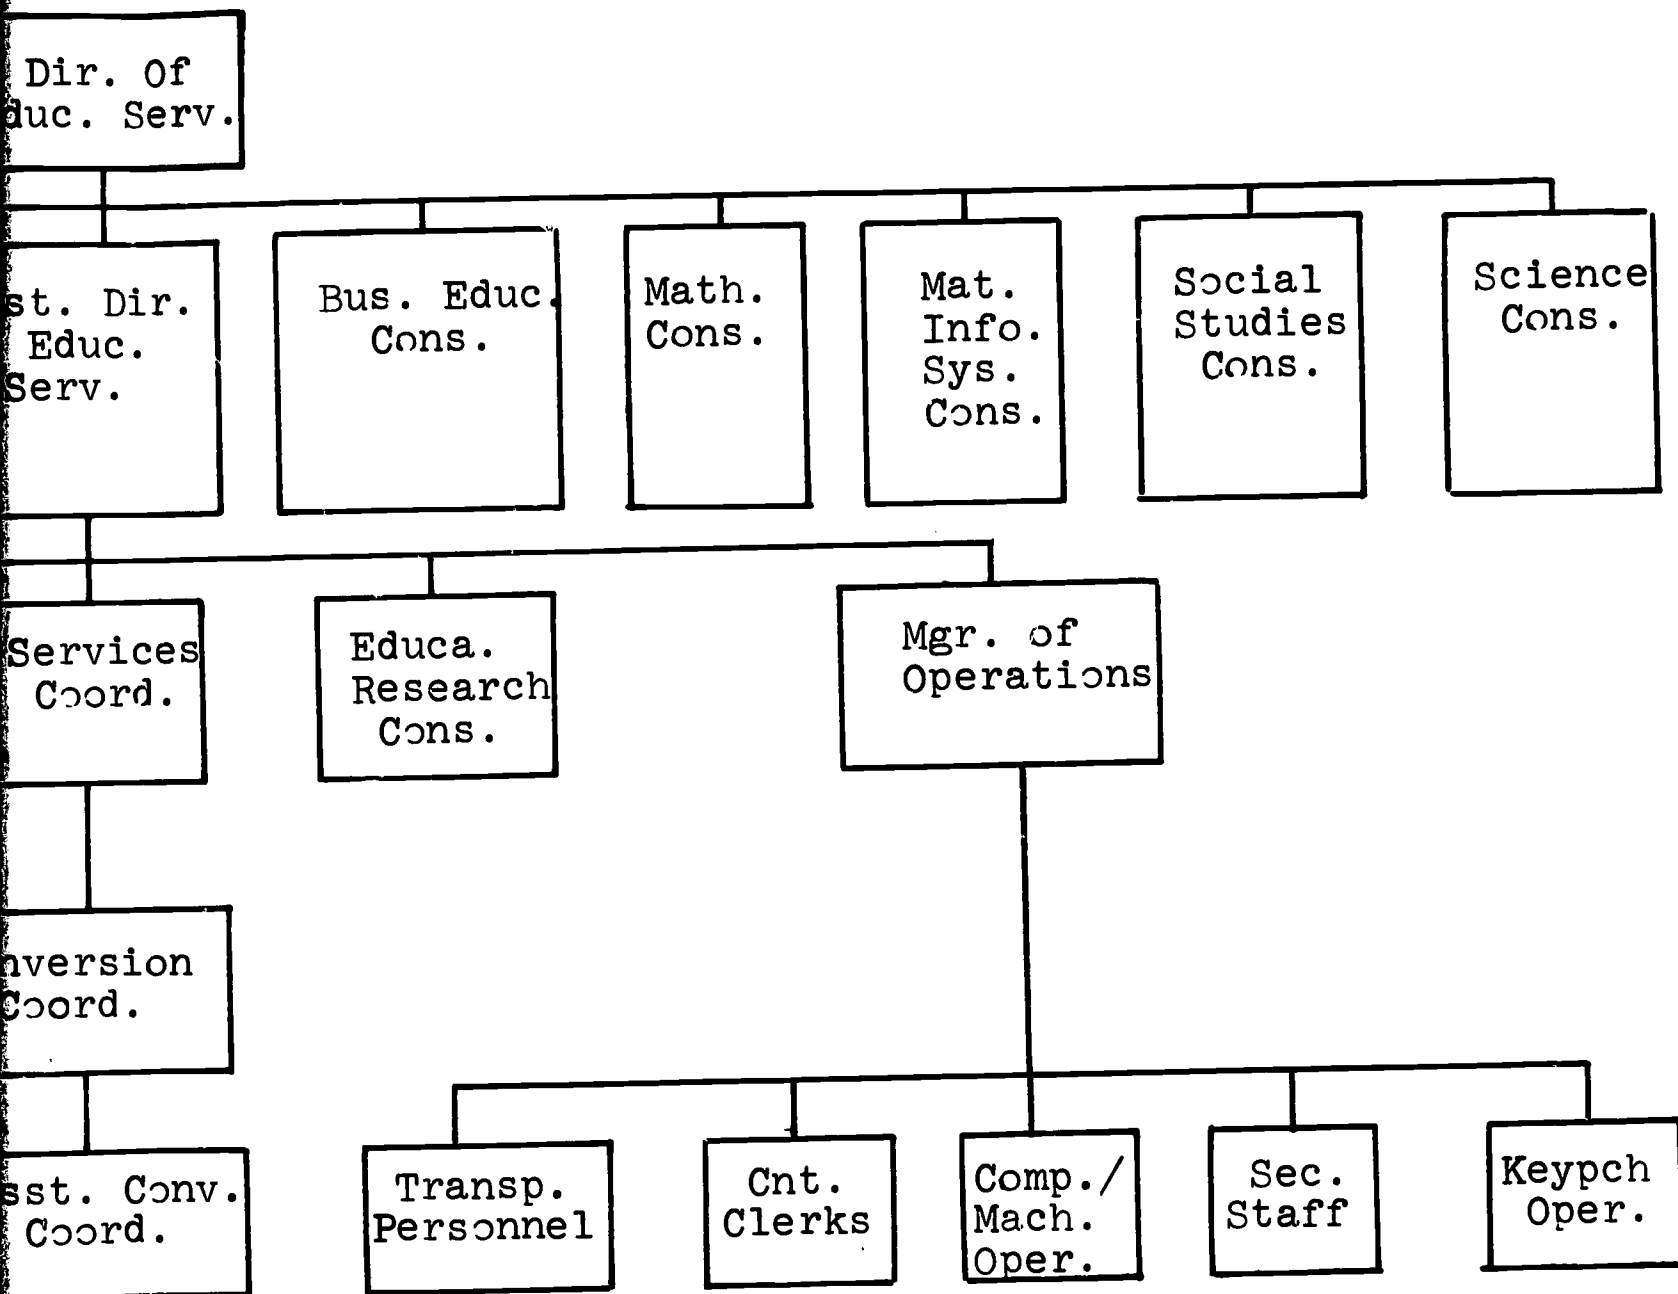 Dir. Of
duc. Serv.
st. Dir.
Educ.
Serv.
Bus. Educ.
Cons.
Math.
Cons.
Mat.
Info.
Sys.
Cons.
Social
Studies
Cons.
Science
Cons.
Services
Coord.
Educa.
Research
Cons.
Mgr. of
Operations
nversion
Coord.
sst. Conv.
Coord.
Transp.
Personnel
Cnt.
Clerks
Comp./
Mach.
Oper.
Sec.
Staff
Keypch
Oper.